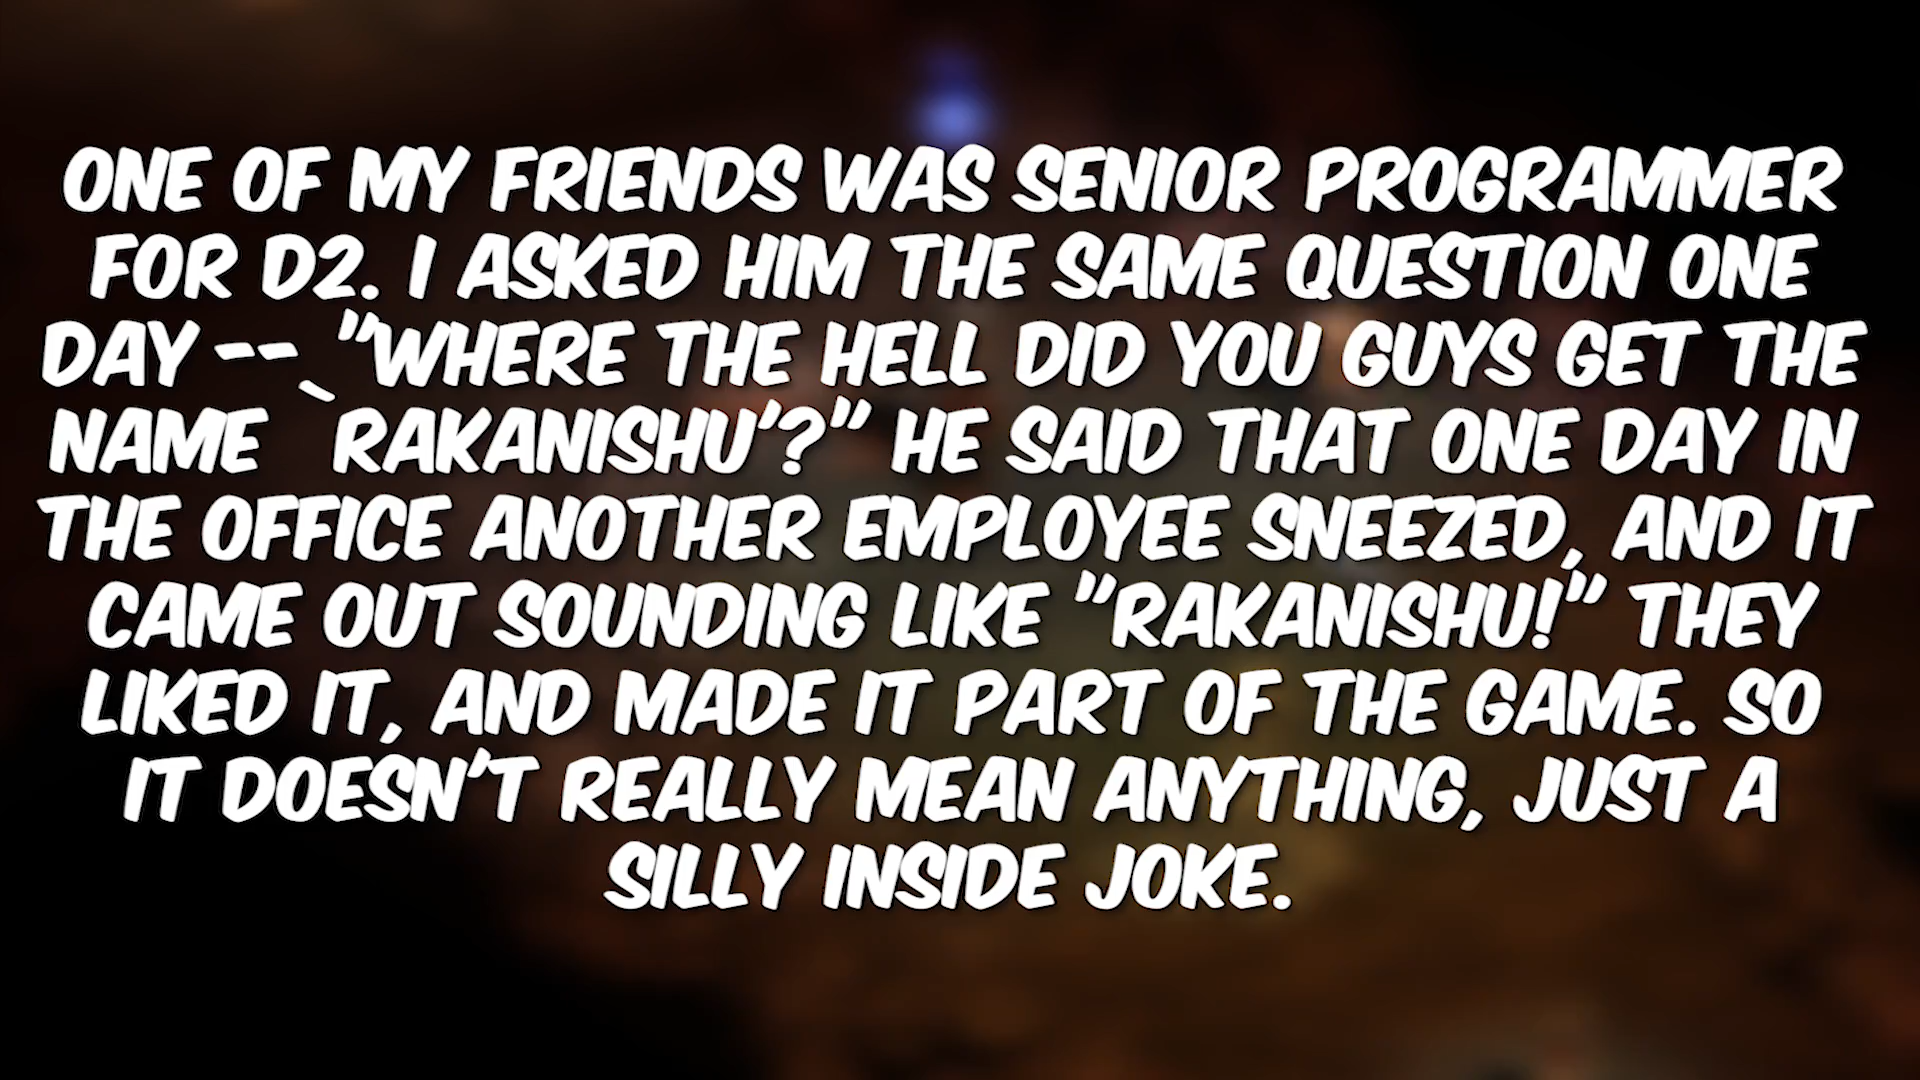 ONE OF MY FRIENDS WAS SENIOR PROGRAMMER
FOR D2. I ASKED HIM THE SAME QUESTION ONE
DAY -- "WHERE THE HELL DID YOU GUYS GET THE
NAME `RAKANISHU'?" HE SAID THAT ONE DAY IN
THE OFFICE ANOTHER EMPLOYEE SNEEZED, AND IT
CAME OUT SOUNDING LIKE "RAKANISHU!" THEY
LIKED IT, AND MADE IT PART OF THE GAME. SO
IT DOESN'T REALLY MEAN ANYTHING, JUST A
SILLY INSIDE JOKE.